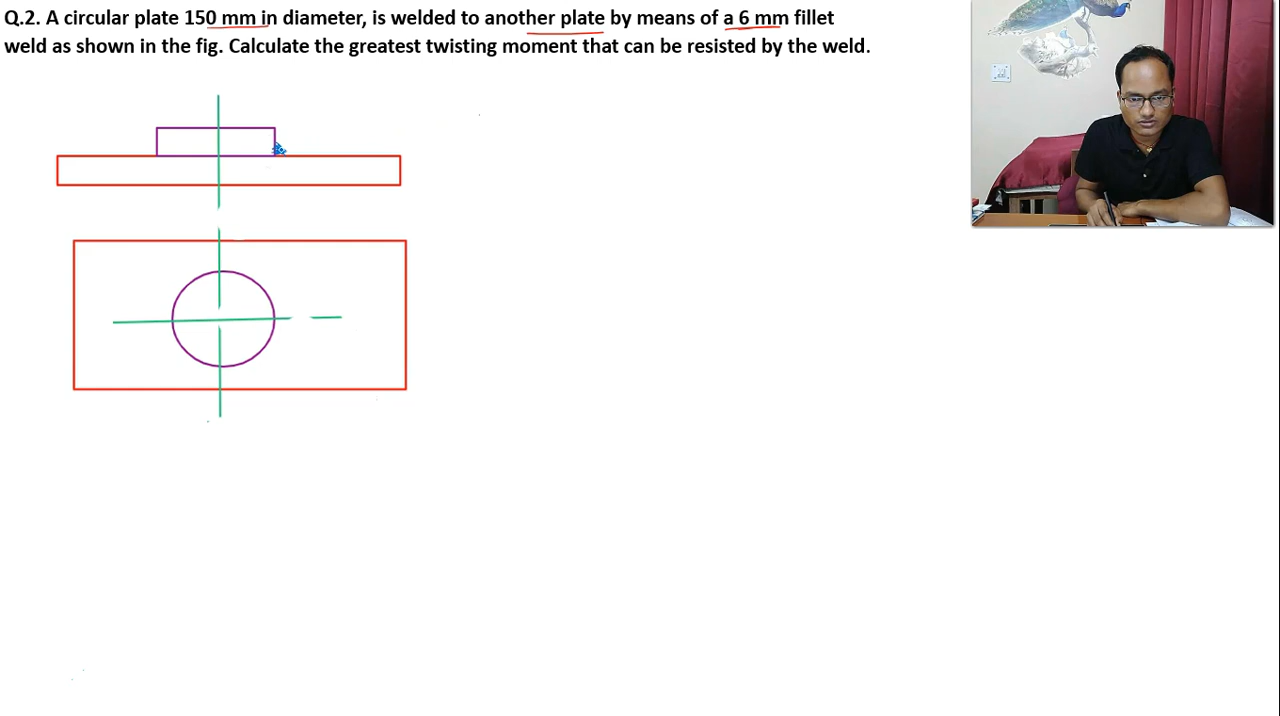 Q.2. A circular plate 150 mm in diameter, is welded to another plate by means of a 6 mm fillet
weld as shown in the fig. Calculate the greatest twisting moment that can be resisted by the weld.